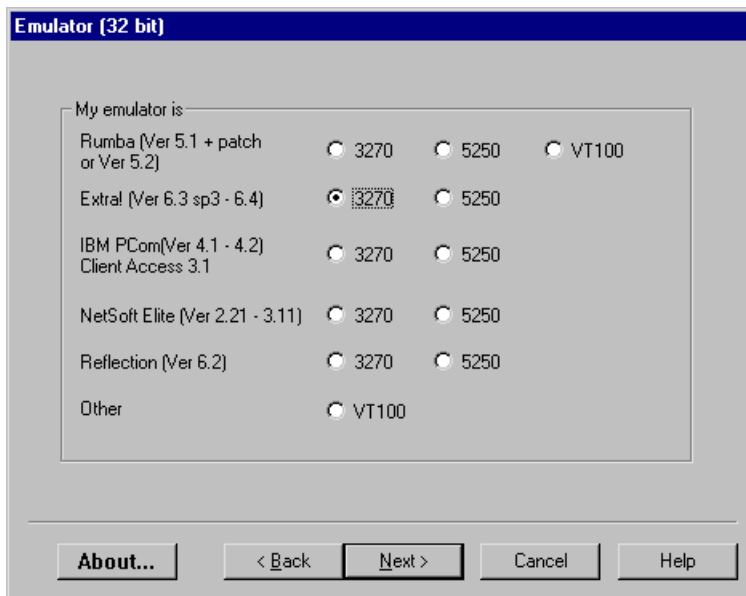 Emulator (32 bit)
My emulator is
Rumba (Ver 5.1 + patch
or Ver 5.2)
3270 5250 VT100
Extra! (Ver 6.3 sp3 - 6.4) 3270 5250
IBM PCom(Ver 4.1 - 4.2)
Client Access 3.1
3270 5250
NetSoft Elite (Ver 2.21 - 3.11) 3270 5250
Reflection (Ver 6.2) 3270 5250
Other VT100
About... < Back Next > Cancel Help